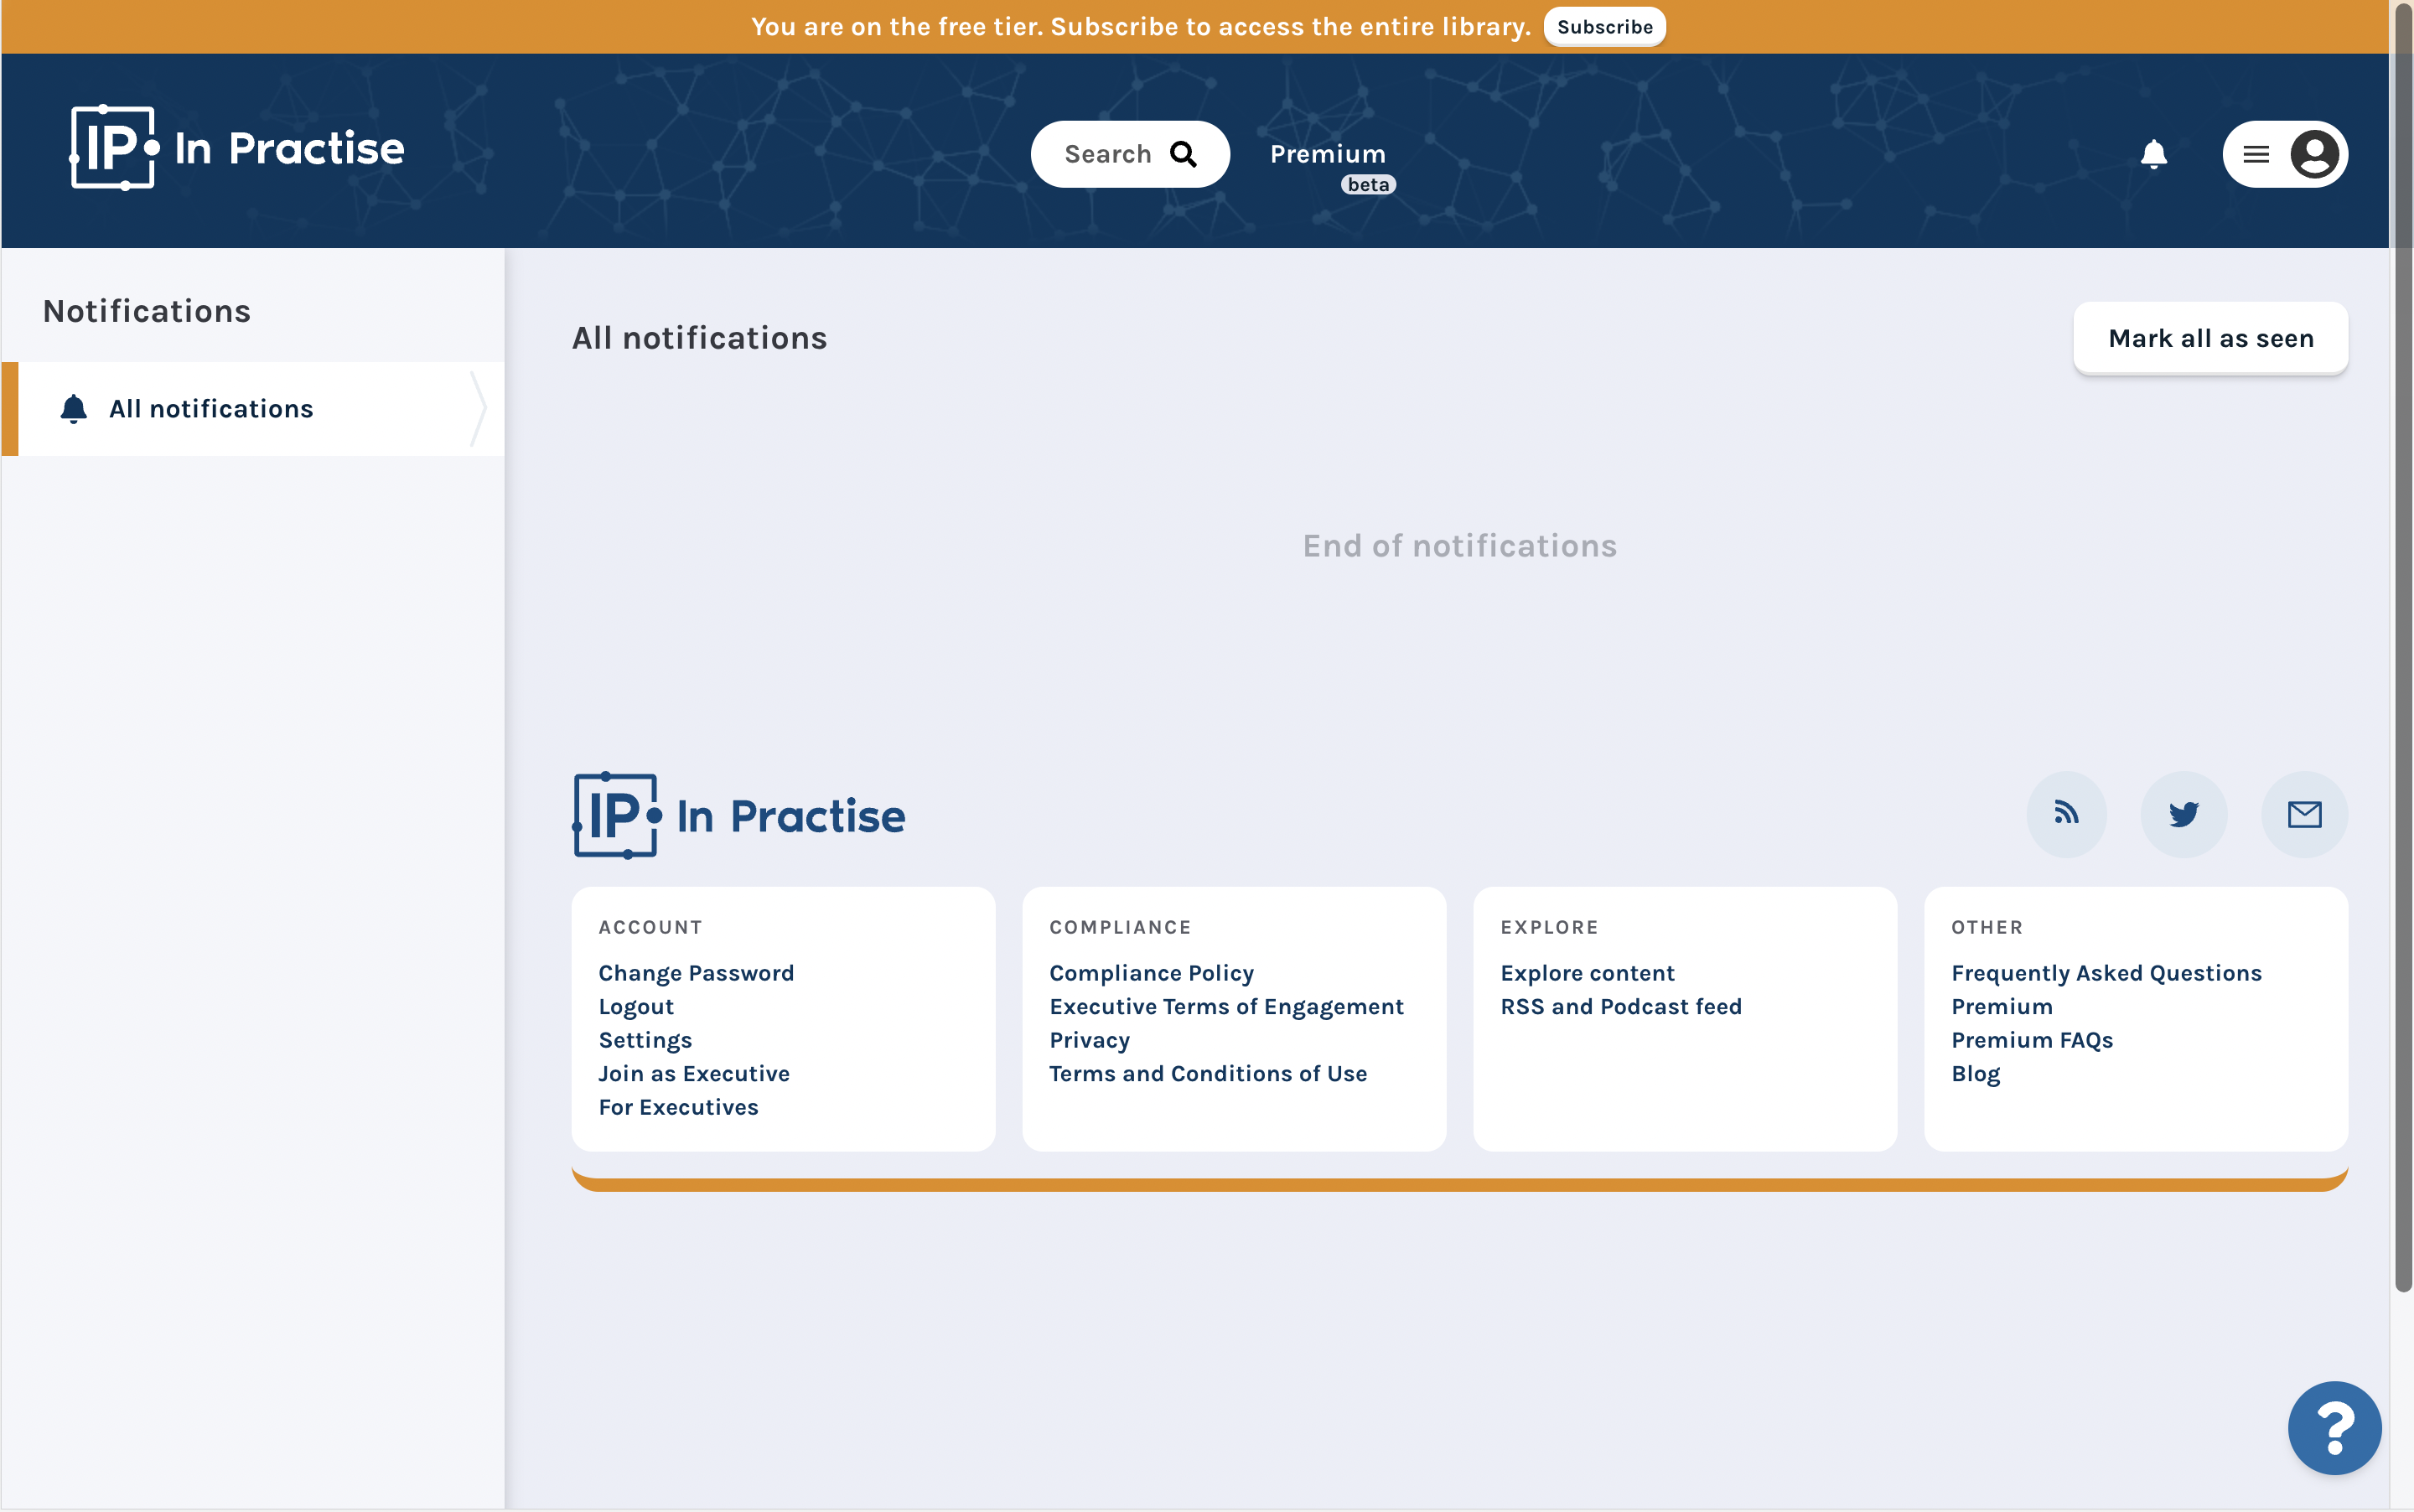 You are on the free tier. Subscribe to access the entire library. Subscribe
IP In Practise
Search
Premium
beta
Notifications
All notifications
All notifications
Mark all as seen
End of notifications
IP In Practise
ACCOUNT
Change Password
Logout
Settings
Join as Executive
For Executives
COMPLIANCE
Compliance Policy
Executive Terms of Engagement
Privacy
Terms and Conditions of Use
EXPLORE
Explore content
RSS and Podcast feed
OTHER
Frequently Asked Questions
Premium
Premium FAQs
Blog
?